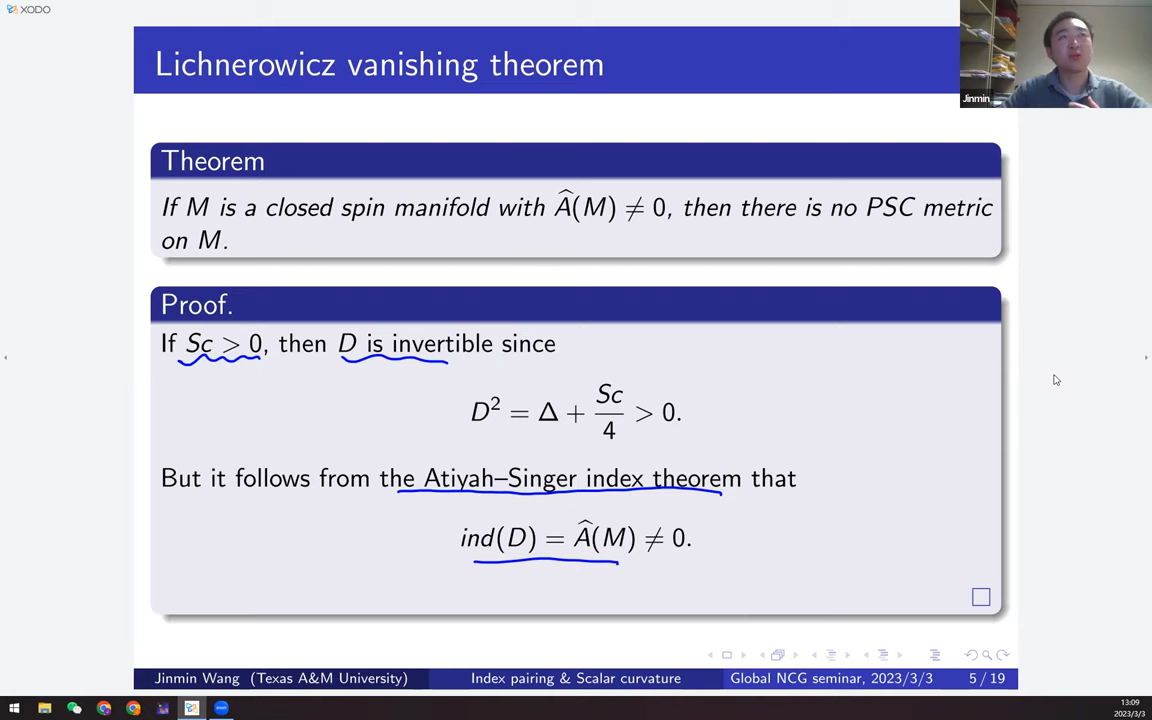 XODO
Lichnerowicz vanishing theorem
Jinmin
Theorem
If M is a closed spin manifold with Â(M) ≠ 0, then there is no PSC metric
on M.
Proof.
If Sc > 0, then D is invertible since
D² = Δ + Sc/4 > 0.
But it follows from the Atiyah–Singer index theorem that
ind(D) = Â(M) ≠ 0.
Jinmin Wang (Texas A&M University) Index pairing & Scalar curvature Global NCG seminar, 2023/3/3 5 / 19
13:09
2023/3/3